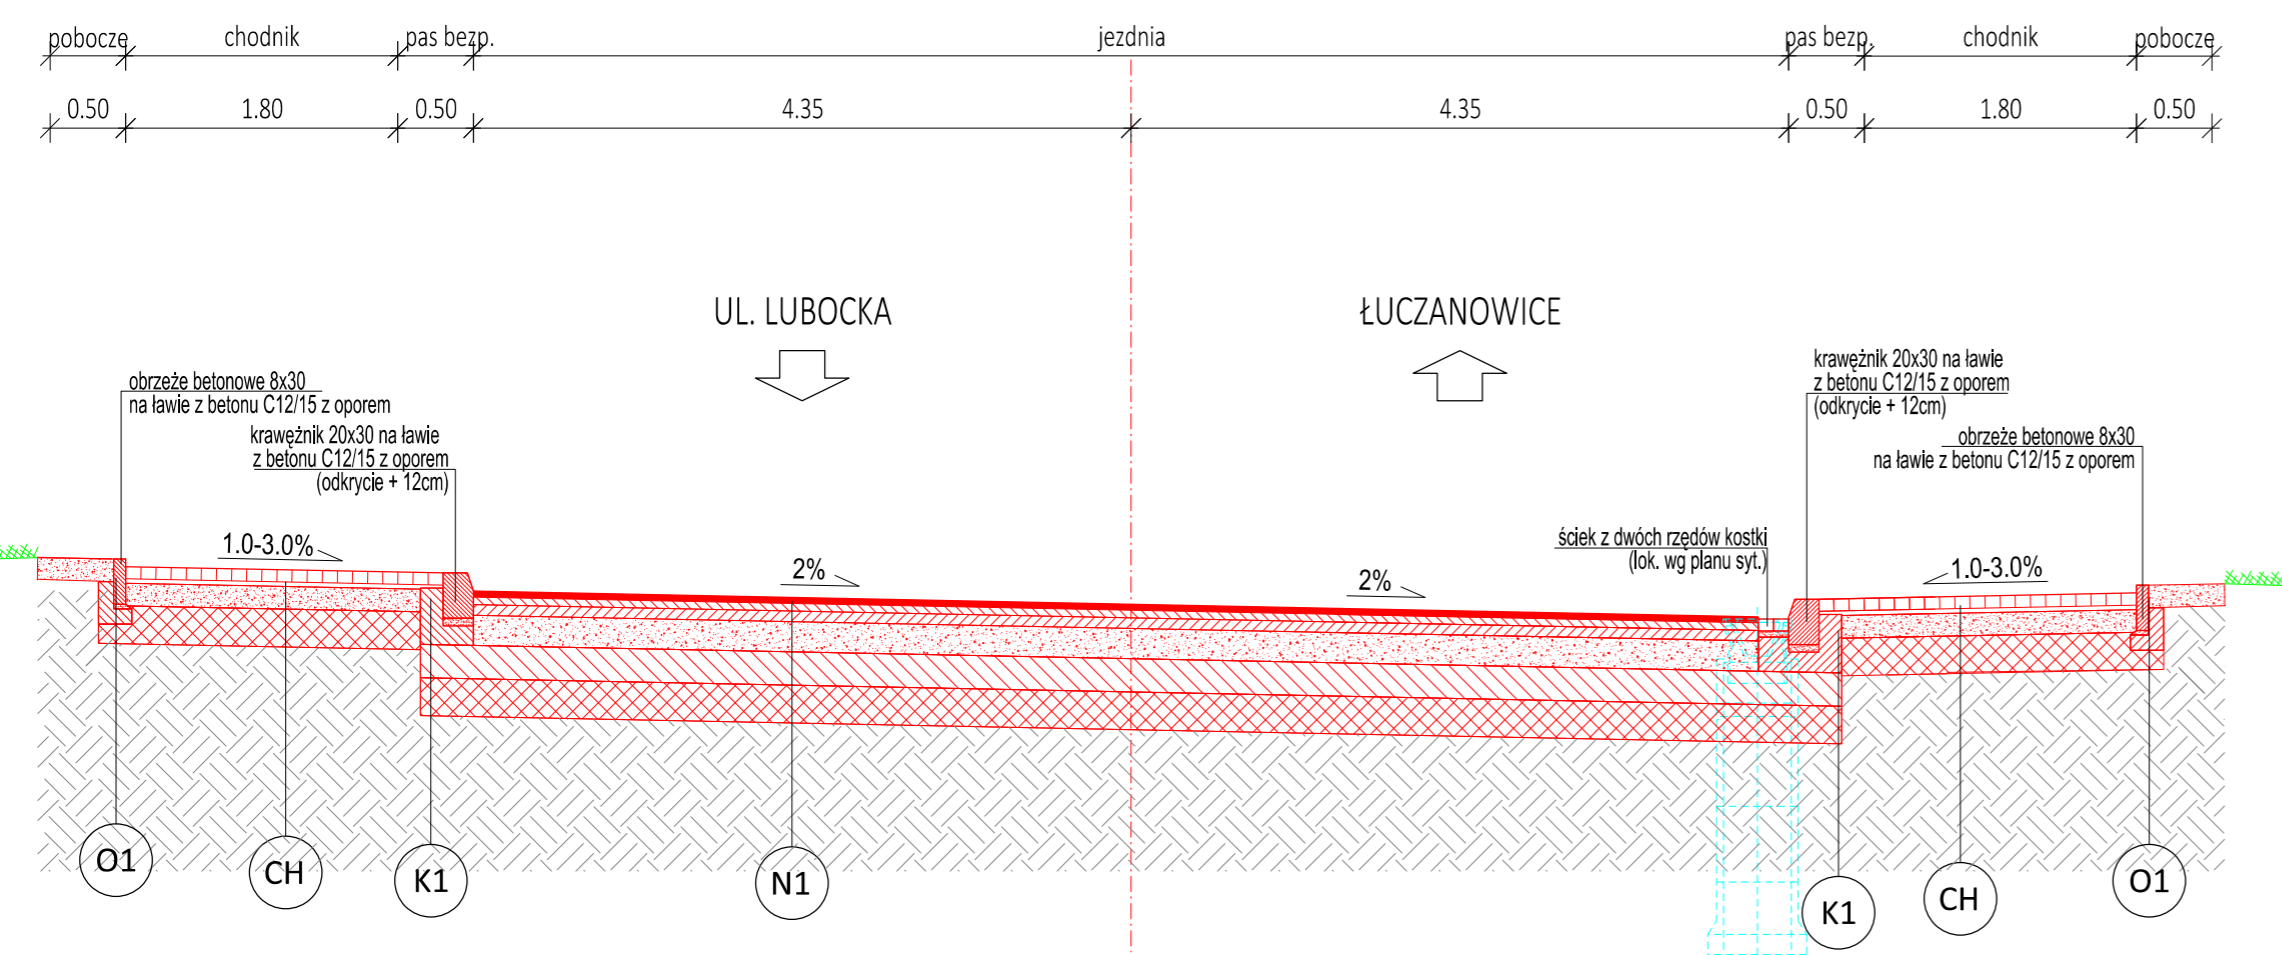 pobocze chodnik pas bezp. jezdnia pas bezp. chodnik pobocze
0.50 1.80 0.50 4.35 4.35 0.50 1.80 0.50
UL. LUBOCKA
ŁUCZANOWICE
obrzeże betonowe 8x30
na ławie z betonu C12/15 z oporem
krawężnik 20x30 na ławie
z betonu C12/15 z oporem
(odkrycie + 12cm)
krawężnik 20x30 na ławie
z betonu C12/15 z oporem
(odkrycie + 12cm)
obrzeże betonowe 8x30
na ławie z betonu C12/15 z oporem
ściek z dwóch rzędów kostki
(lok. wg planu syt.)
1.0-3.0%
2%
2%
1.0-3.0%
O1 CH K1 N1 K1 CH O1